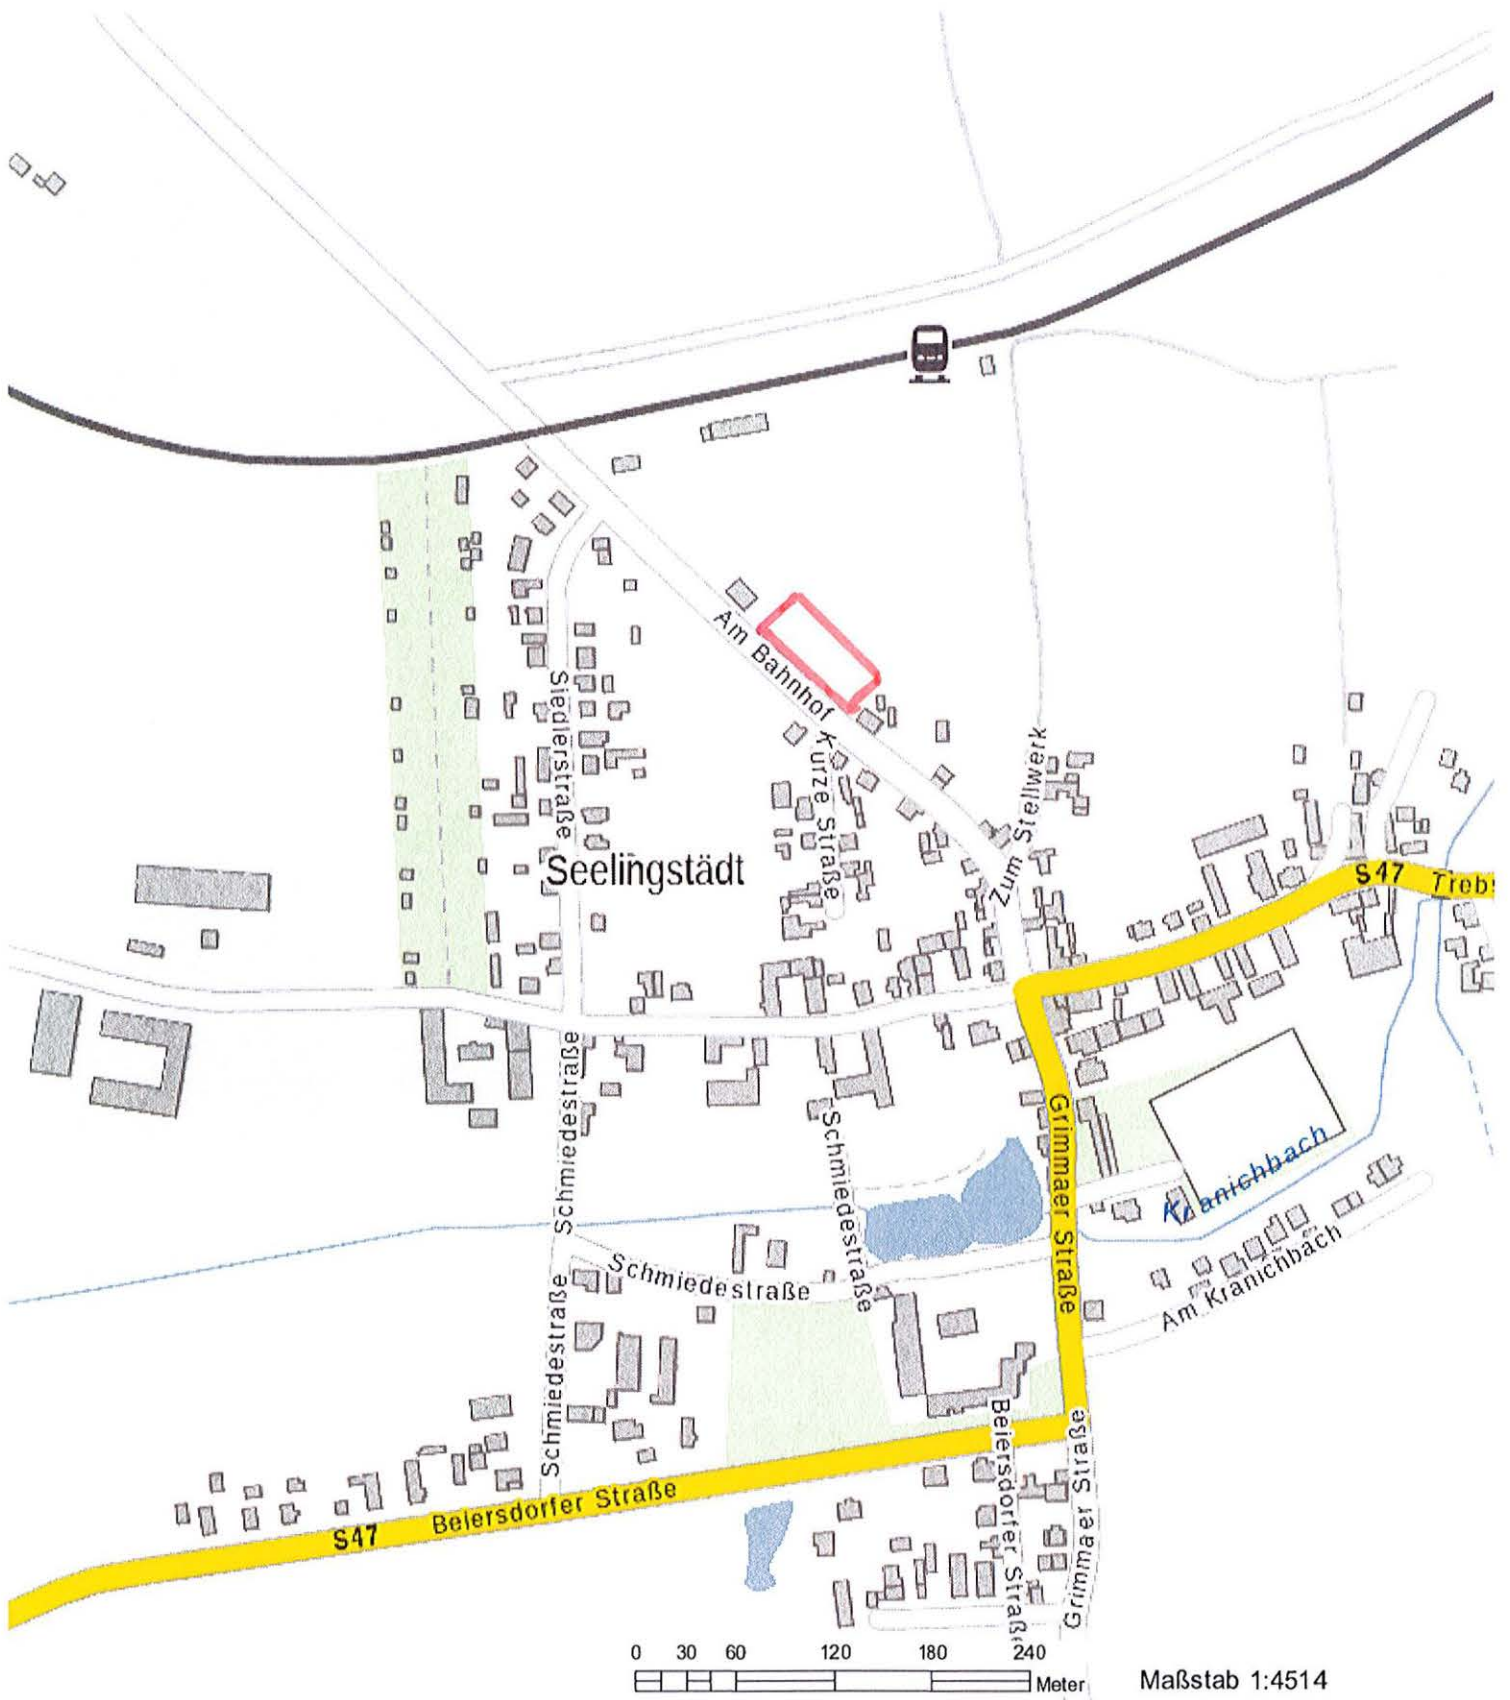 Am Bahnhof
Siedlerstraße
Kurze Straße
Zum Stellwerk
Seelingstädt
S47
Trebs
Schmiedestraße
Schmiedestraße
Grimmaer Straße
Kranichbach
Schmiedestraße
Am Kranichbach
Schmiedestraße
Beiersdorfer Straße
Grimmaer Straße
S47
Beiersdorfer Straße
0 30 60 120 180 240
Meter
Maßstab 1:4514